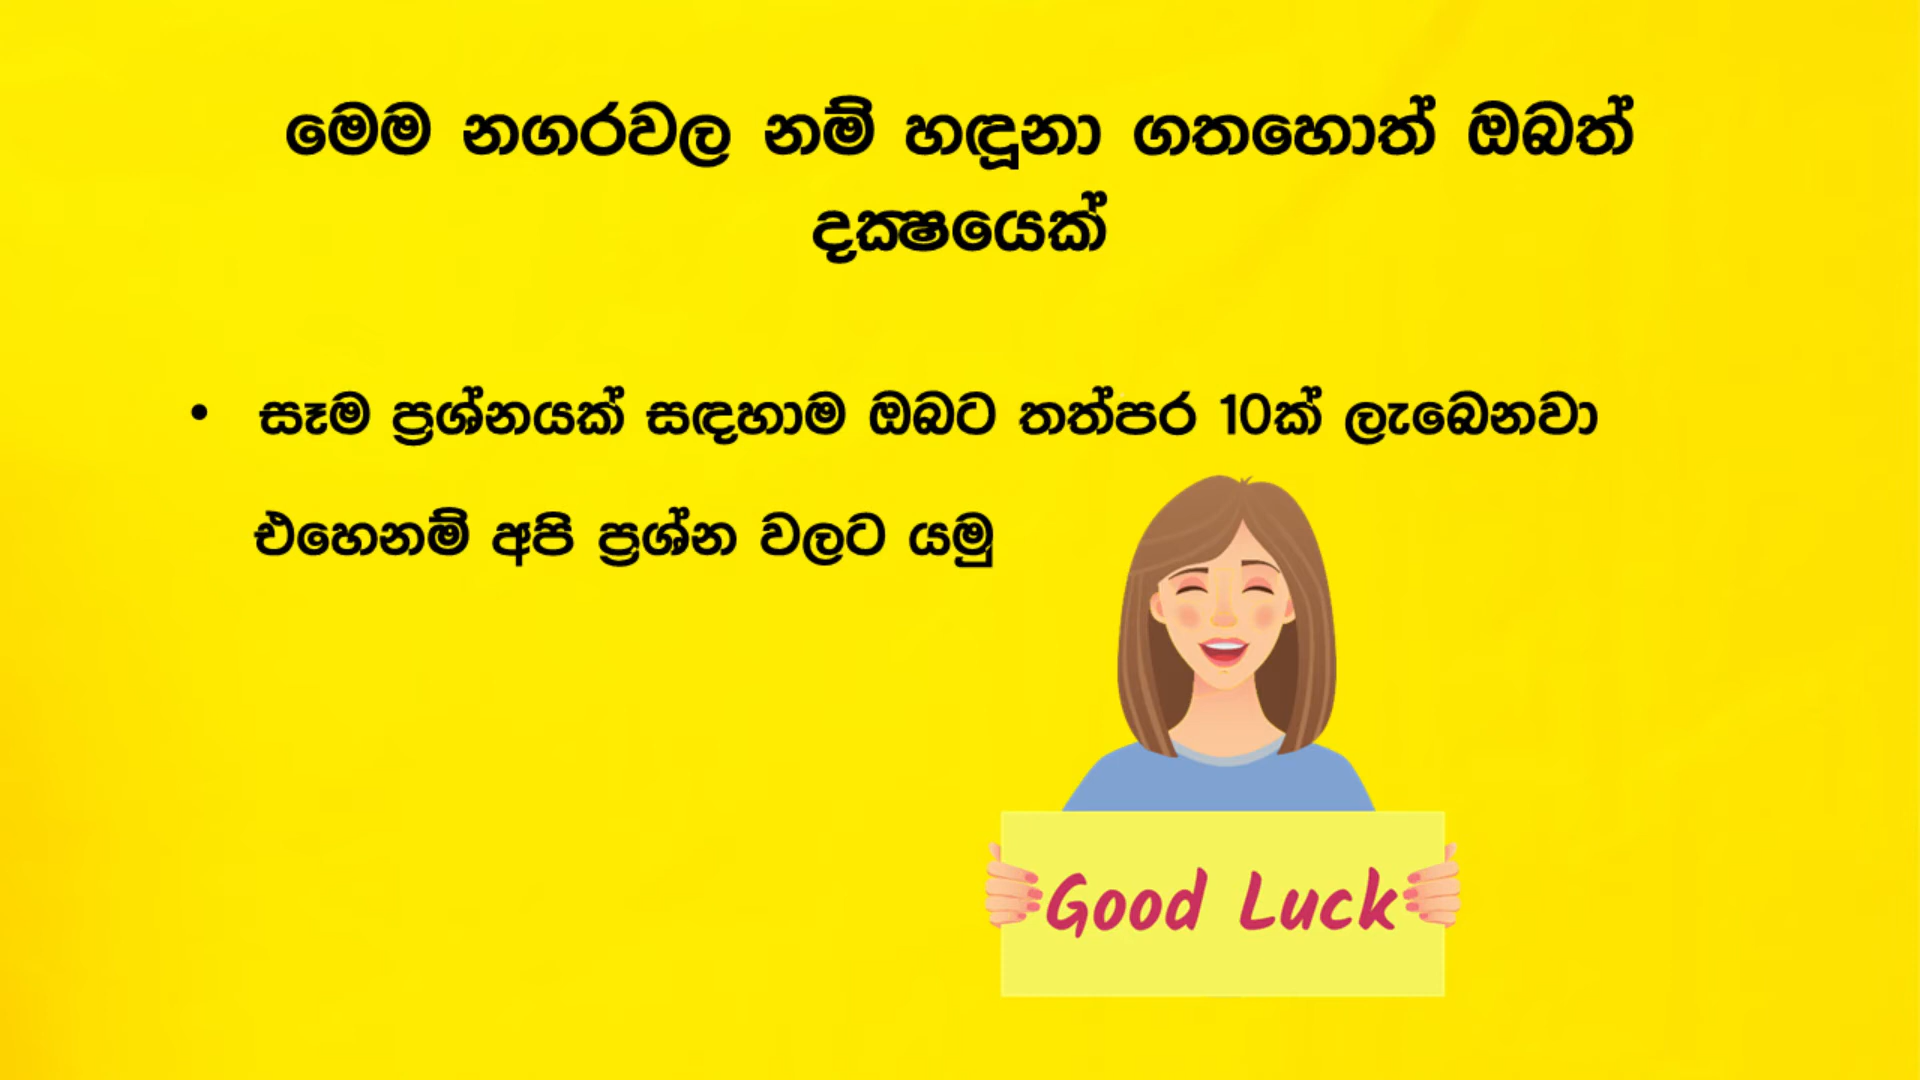 මෙම නගරවල නම් හඳූනා ගතහොත් ඔබත්
දක්‍ෂයෙක්
• සෑම ප්‍රශ්නයක් සඳහාම ඔබට තත්පර 10ක් ලැබෙනවා
එහෙනම් අපි ප්‍රශ්න වලට යමු
Good Luck